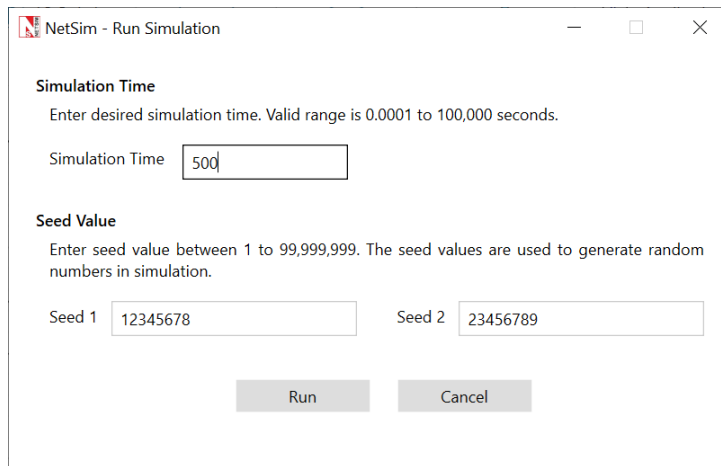 NetSim - Run Simulation
Simulation Time
Enter desired simulation time. Valid range is 0.0001 to 100,000 seconds.
Simulation Time 500
Seed Value
Enter seed value between 1 to 99,999,999. The seed values are used to generate random
numbers in simulation.
Seed 1 12345678 Seed 2 23456789
Run Cancel